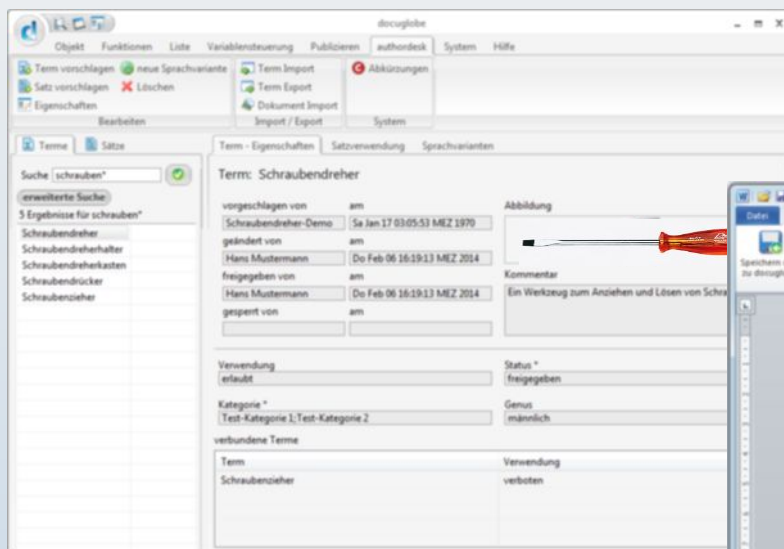 docuglobe
Objekt Funktionen Liste Variablensteuerung Publizieren authordesk System Hilfe
Term vorschlagen neue Sprachvariante Term Import Abkürzungen
Satz vorschlagen Löschen Term Export
Eigenschaften Dokument Import
Bearbeiten Import / Export System
Terme Sätze Term - Eigenschaften Satzverwendung Sprachvarianten
Suche schrauben* Term: Schraubendreher
erweiterte Suche vorgeschlagen von am Abbildung
5 Ergebnisse für schrauben* Schraubendreher-Demo Sa Jan 17 03:05:53 MEZ 1970
Schraubendreher geändert von am
Schraubendreherhalter Hans Mustermann Do Feb 06 16:19:13 MEZ 2014
Schraubendreherkasten freigegeben von am Kommentar
Schraubendrücker Hans Mustermann Do Feb 06 16:19:13 MEZ 2014 Ein Werkzeug zum Anziehen und Lösen von Schra
Schraubenzieher gesperrt von am
Verwendung Status *
erlaubt freigegeben
Kategorie * Genus
Test-Kategorie 1;Test-Kategorie 2 männlich
verbundene Terme
Term Verwendung
Schraubenzieher verboten
Datei
Speichern
zu docugl